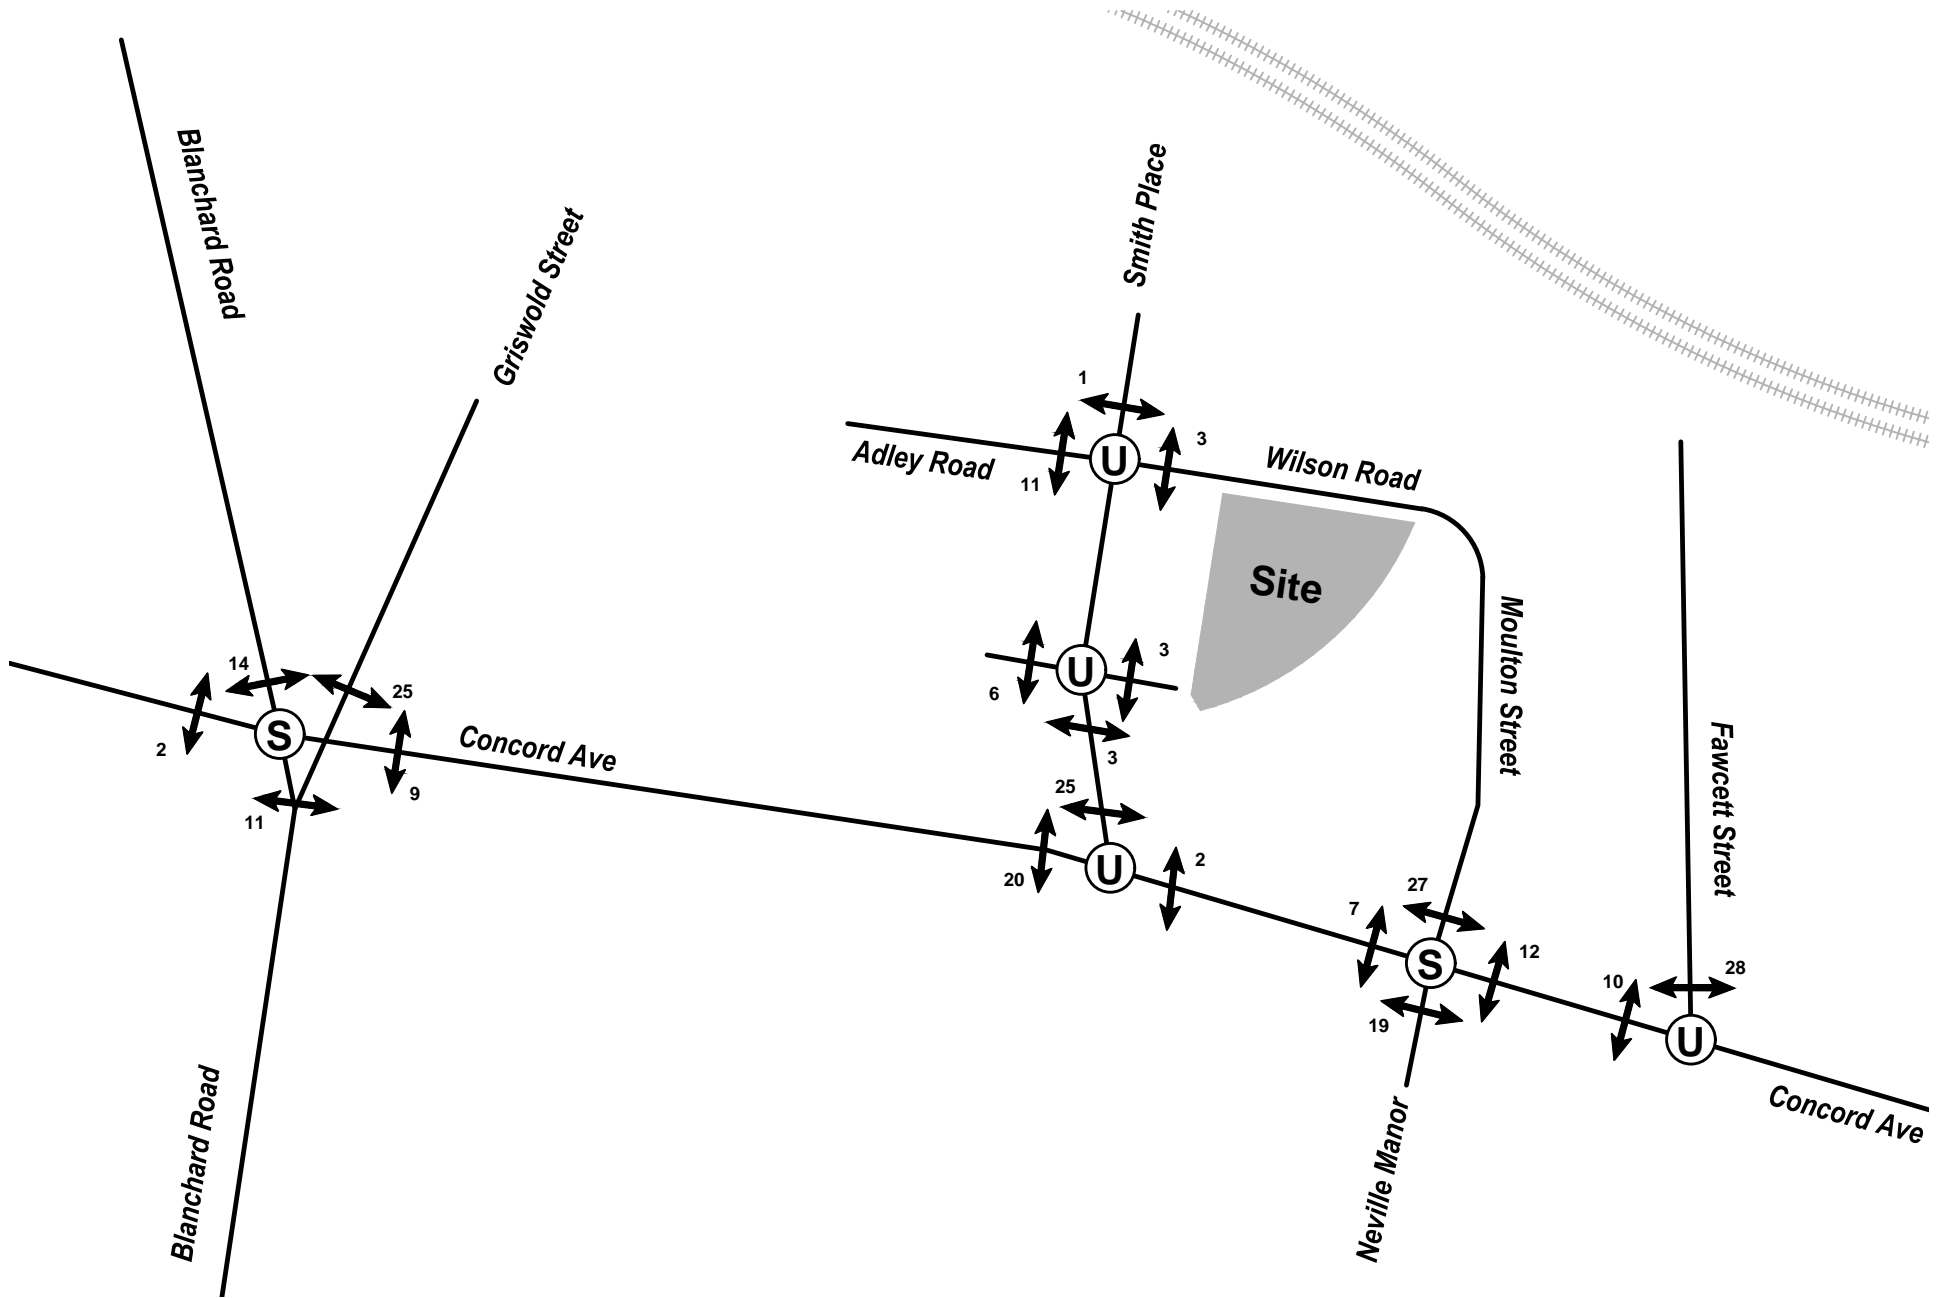 Blanchard Road
Griswold Street
Smith Place
1
3
Adley Road
11
U
Wilson Road
Site
Moulton Street
3
U
6
3
14
25
S
2
Concord Ave
9
11
25
20
U
2
Fawcett Street
27
7
S
12
19
10
28
U
Concord Ave
Neville Manor
Blanchard Road